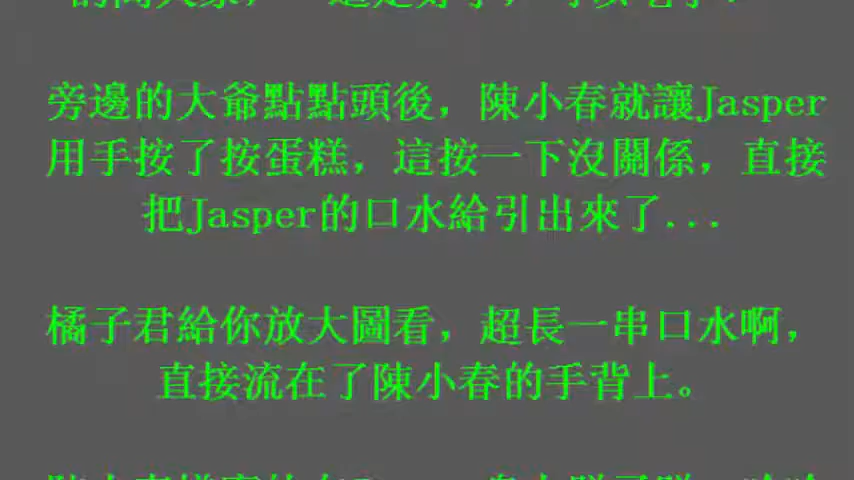 旁邊的大爺點點頭後，陳小春就讓Jasper
用手按了按蛋糕，這按一下沒關係，直接
把Jasper的口水給引出來了...
橘子君給你放大圖看，超長一串口水啊，
直接流在了陳小春的手背上。